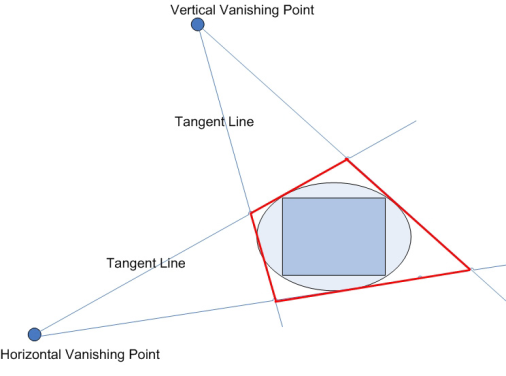 Vertical Vanishing Point
Tangent Line
Tangent Line
Horizontal Vanishing Point